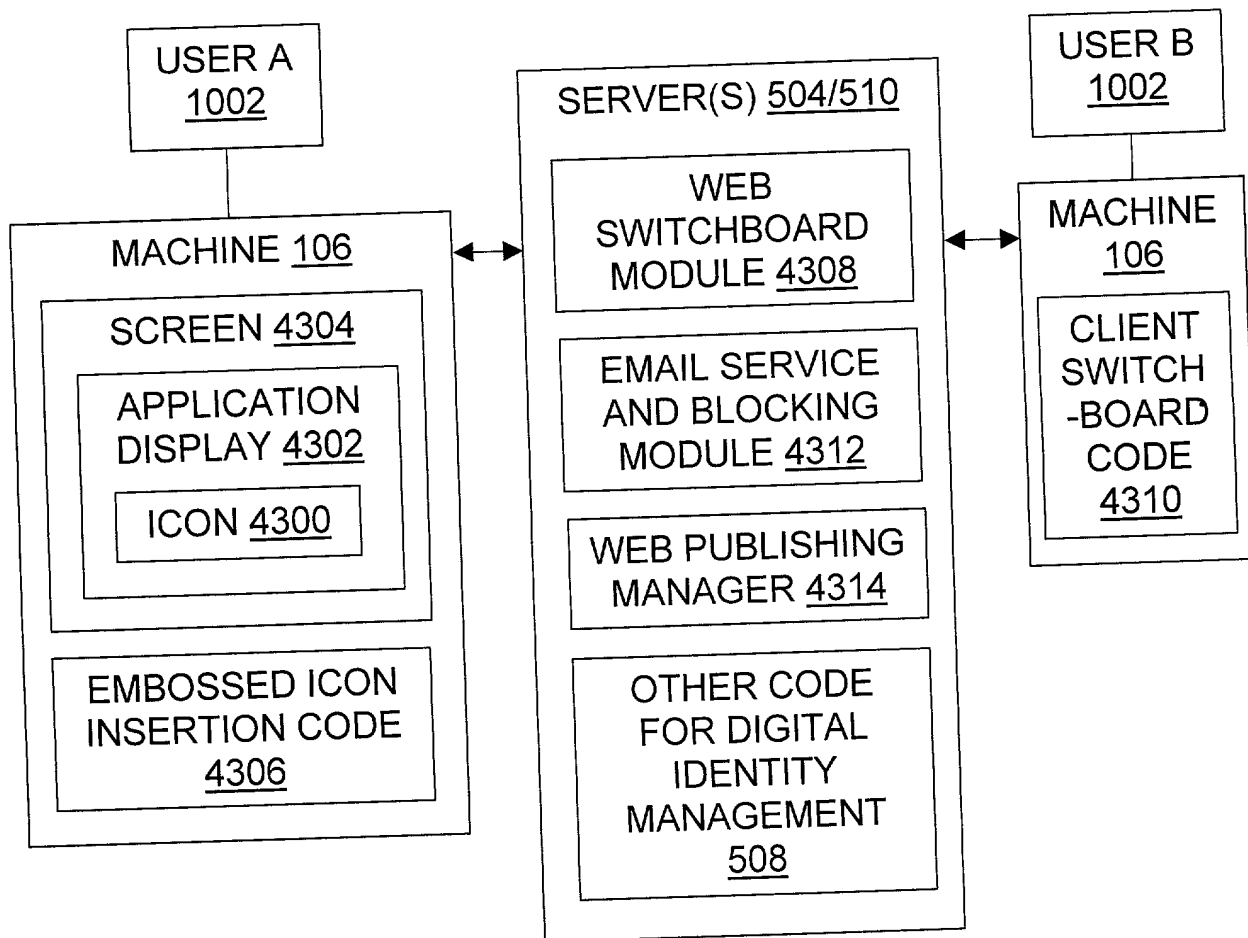 USER A
1002
MACHINE 106
SCREEN 4304
APPLICATION
DISPLAY 4302
ICON 4300
EMBOSSED ICON
INSERTION CODE
4306
SERVER(S) 504/510
WEB
SWITCHBOARD
MODULE 4308
EMAIL SERVICE
AND BLOCKING
MODULE 4312
WEB PUBLISHING
MANAGER 4314
OTHER CODE
FOR DIGITAL
IDENTITY
MANAGEMENT
508
USER B
1002
MACHINE
106
CLIENT
SWITCH
-BOARD
CODE
4310